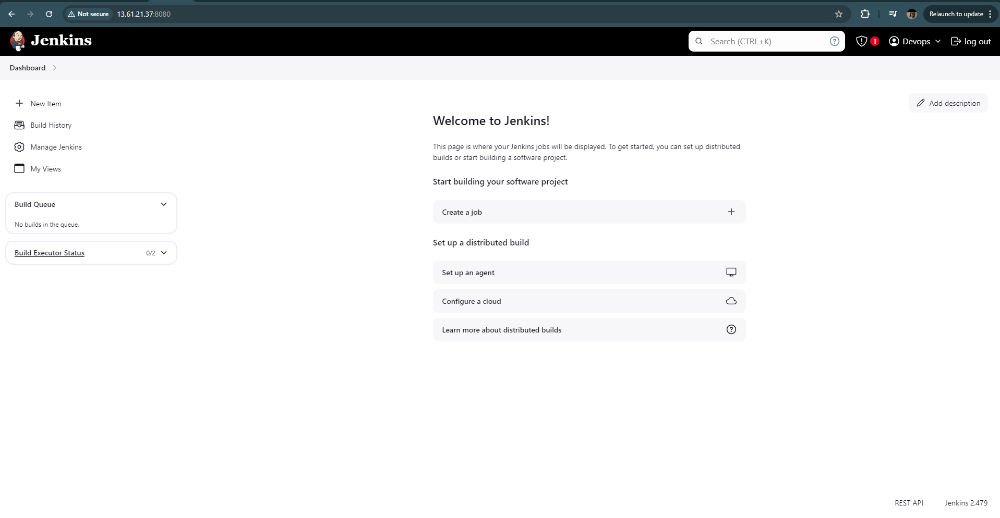 Not secure 13.61.21.37:8080 Relaunch to update
Jenkins Search (CTRL+K) 1 Devops log out
Dashboard
New Item
Add description
Build History
Manage Jenkins
My Views
Build Queue
No builds in the queue.
Build Executor Status 0/2
Welcome to Jenkins!
This page is where your Jenkins jobs will be displayed. To get started, you can set up distributed
builds or start building a software project.
Start building your software project
Create a job
Set up a distributed build
Set up an agent
Configure a cloud
Learn more about distributed builds
REST API Jenkins 2.479